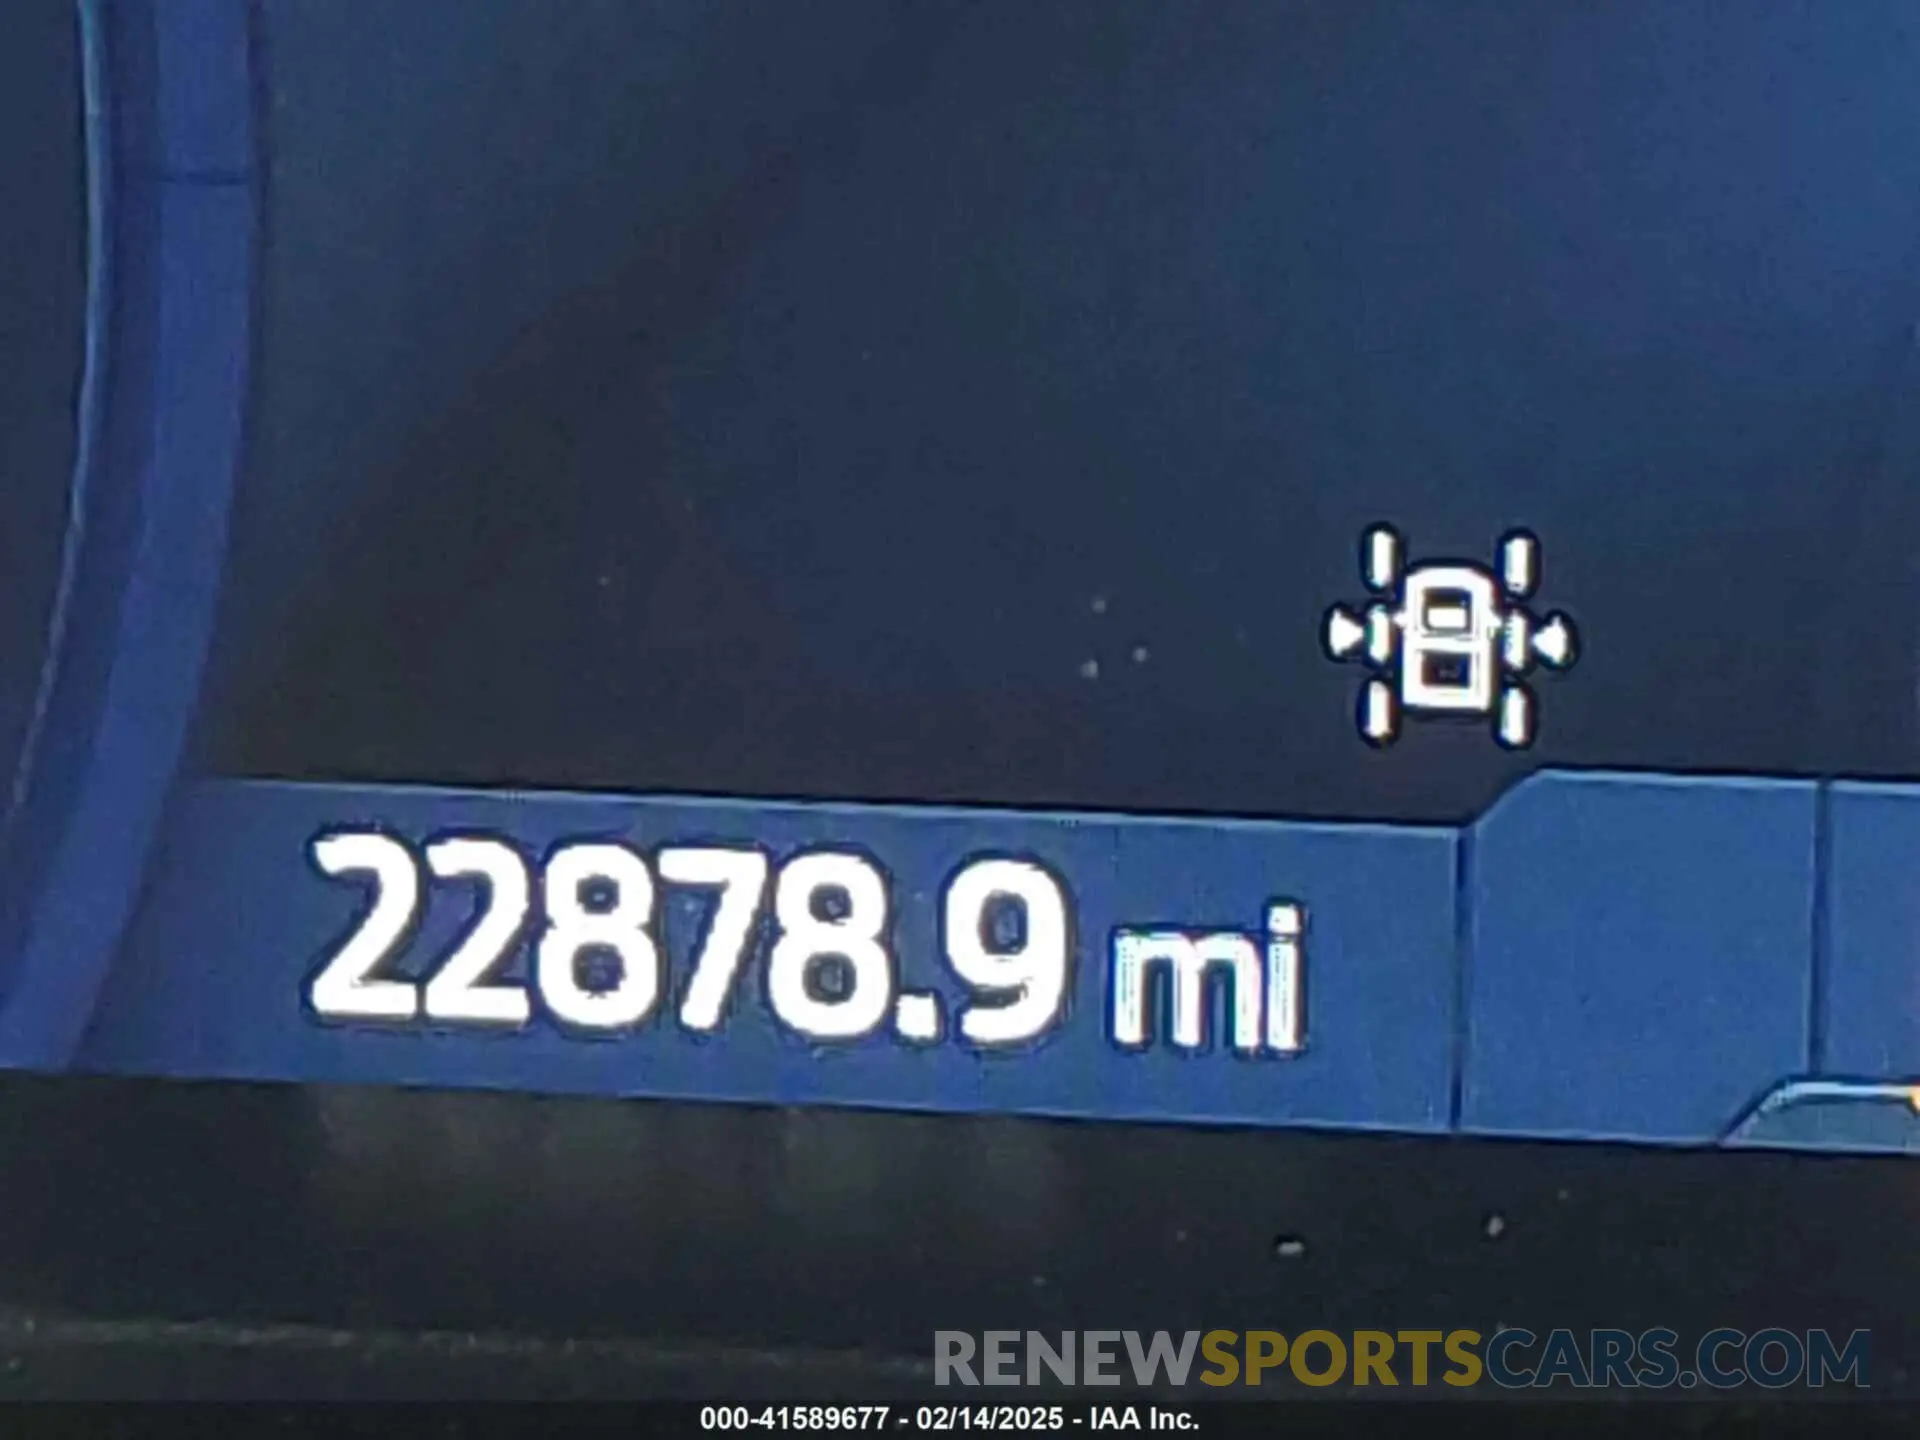 22878.9 mi
RENEWSPORTSCARS.COM
000-41589677 - 02/14/2025 - IAA Inc.